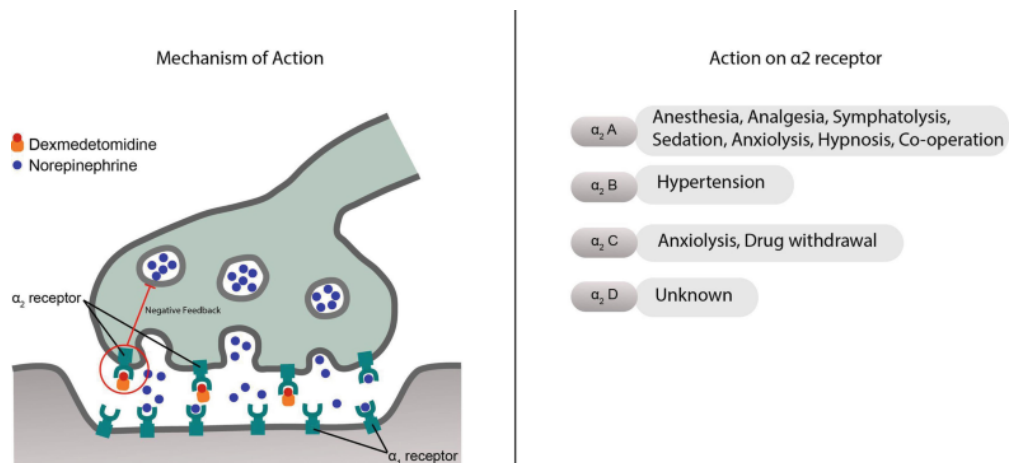 Mechanism of Action
Dexmedetomidine
Norepinephrine
α₂ receptor
Negative Feedback
α₁ receptor
Action on α2 receptor
α₂ A
Anesthesia, Analgesia, Symphatolysis,
Sedation, Anxiolysis, Hypnosis, Co-operation
α₂ B
Hypertension
α₂ C
Anxiolysis, Drug withdrawal
α₂ D
Unknown